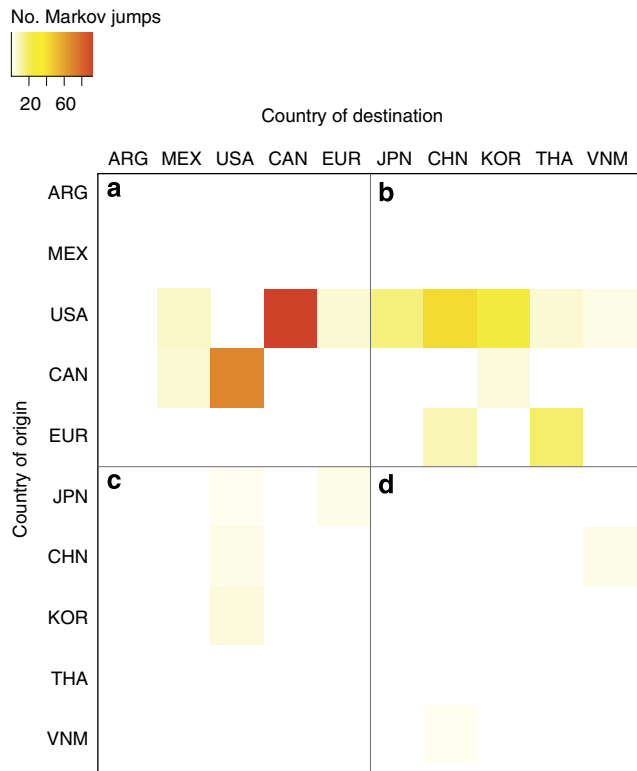 No. Markov jumps
20 60
Country of destination
ARG MEX USA CAN EUR JPN CHN KOR THA VNM
a b
ARG
MEX
USA
CAN
EUR
c d
JPN
CHN
KOR
THA
VNM
Country of origin